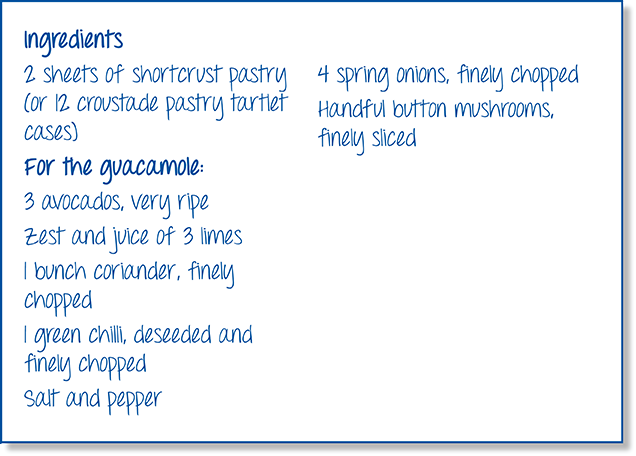 Ingredients
2 sheets of shortcrust pastry
(or 12 croustade pastry tartlet
cases)
For the guacamole:
3 avocados, very ripe
Zest and juice of 3 limes
1 bunch coriander, finely
chopped
1 green chilli, deseeded and
finely chopped
Salt and pepper
4 spring onions, finely chopped
Handful button mushrooms,
finely sliced